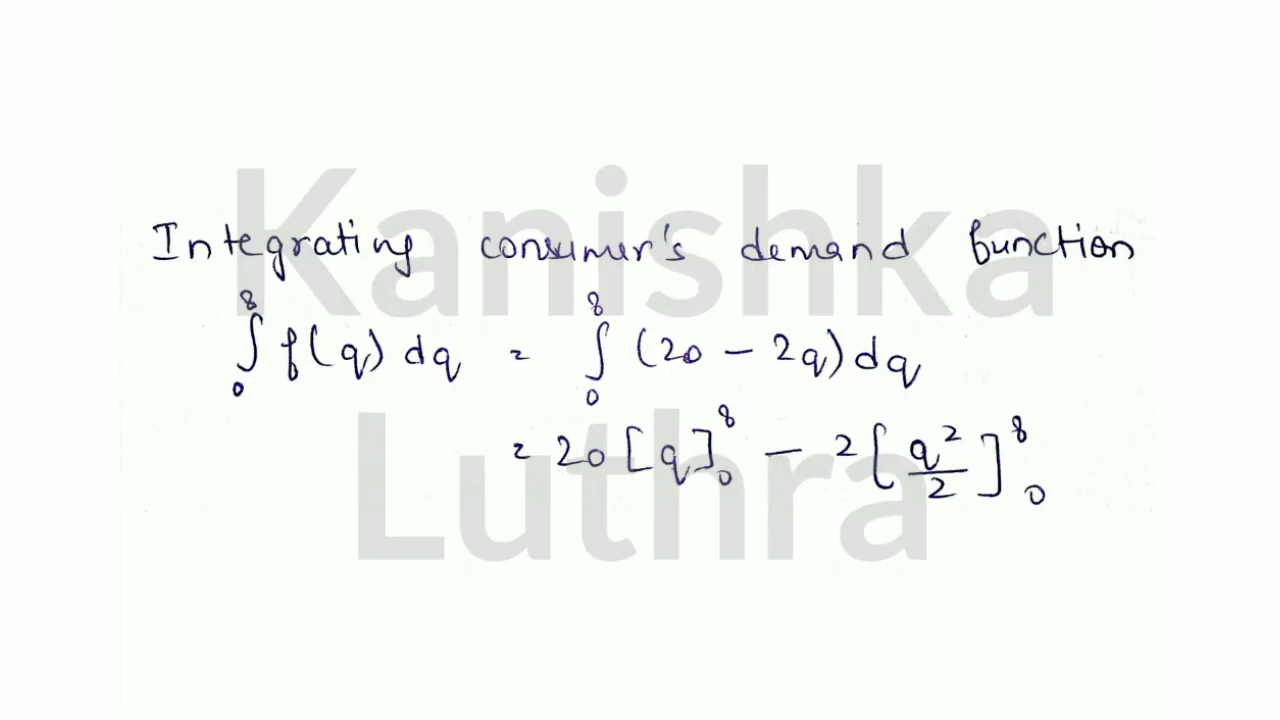 Kanishka
Integrating consumer's demand function
∫₀⁸ f(q) dq = ∫₀⁸ (20 − 2q) dq
= 20 [q]₀⁸ − 2 [q²/2]₀⁸
Luthra